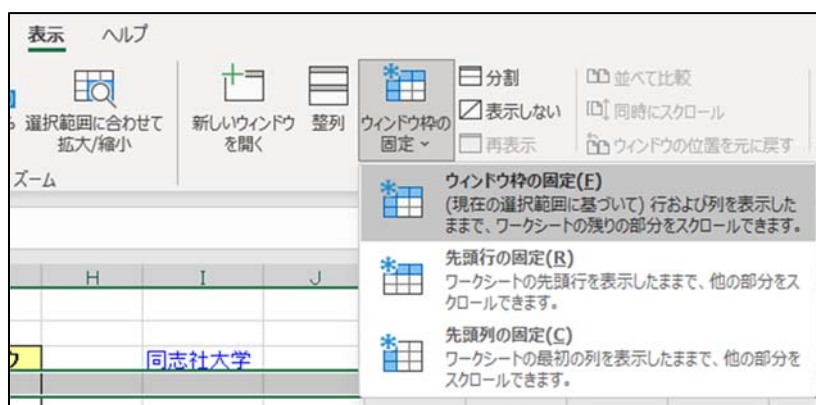 表示 ヘルプ
選択範囲に合わせて
拡大/縮小
新しいウィンドウ
を開く
整列
ウィンドウ枠の
固定
分割
表示しない
再表示
並べて比較
同時にスクロール
ウィンドウの位置を元に戻す
ズーム
ウィンドウ枠の固定(F)
(現在の選択範囲に基づいて) 行および列を表示した
ままで、ワークシートの残りの部分をスクロールできます。
先頭行の固定(R)
ワークシートの先頭行を表示したままで、他の部分をス
クロールできます。
先頭列の固定(C)
ワークシートの最初の列を表示したままで、他の部分を
スクロールできます。
H I J
同志社大学